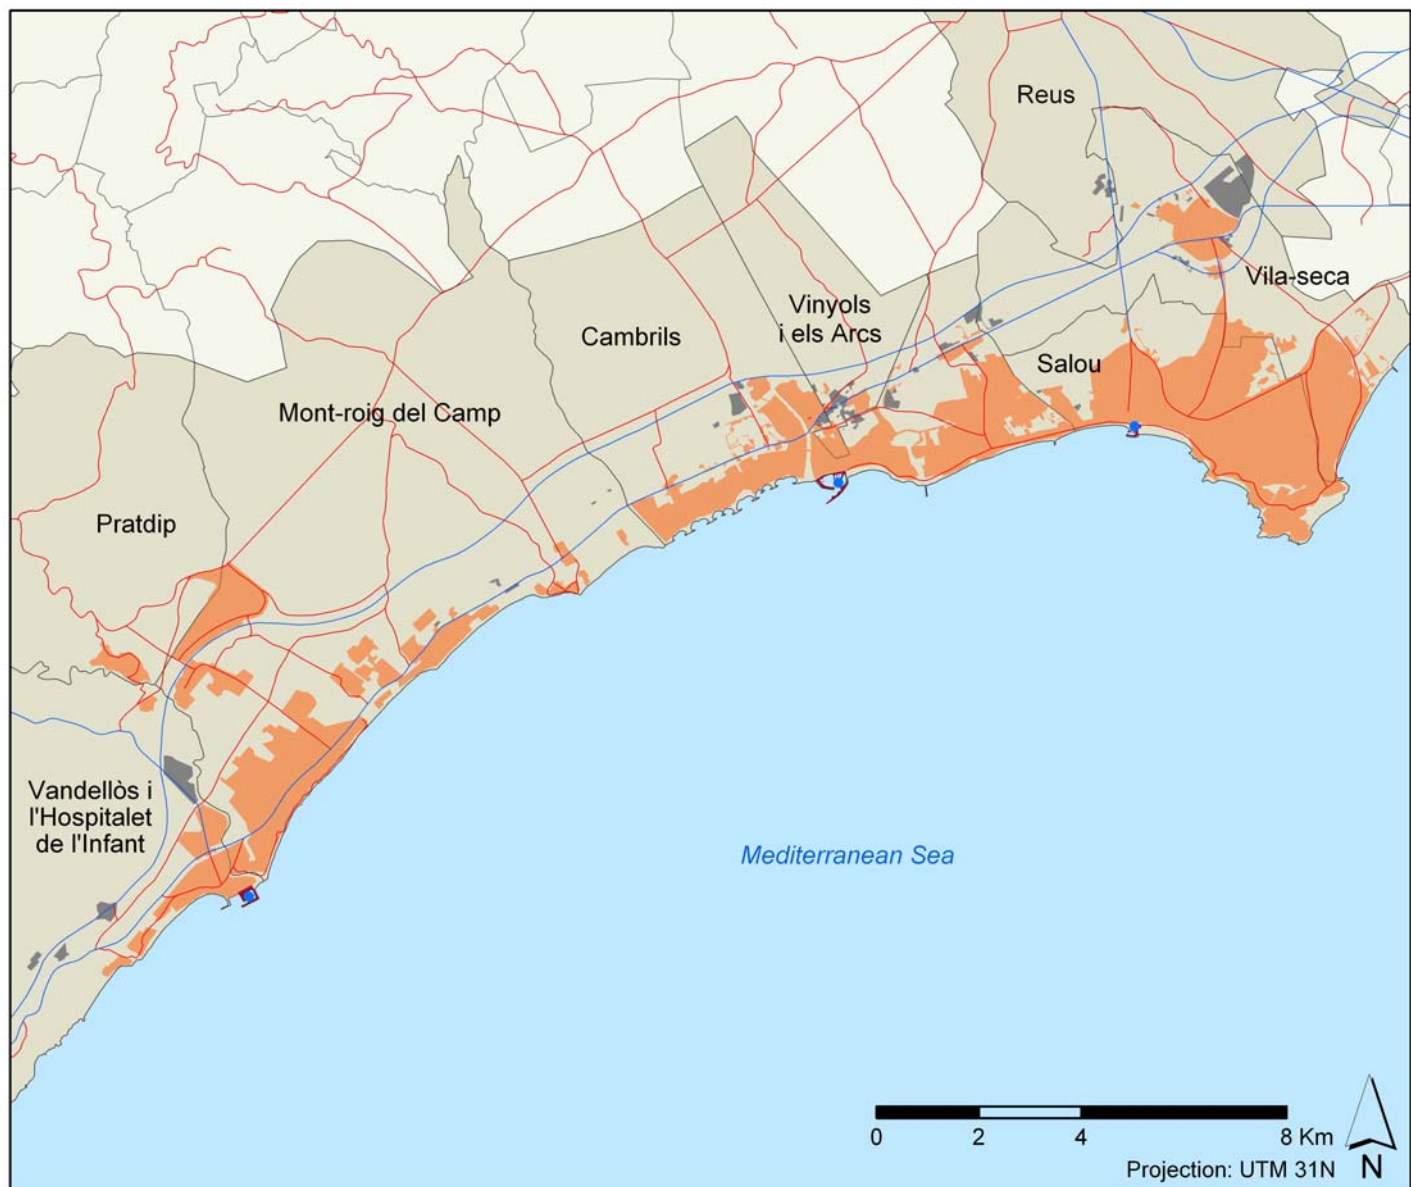 Reus
Vila-seca
Vinyols
i els Arcs
Cambrils
Salou
Mont-roig del Camp
Pratdip
Vandellòs i
l'Hospitalet
de l'Infant
Mediterranean Sea
0 2 4 8 Km
Projection: UTM 31N
N